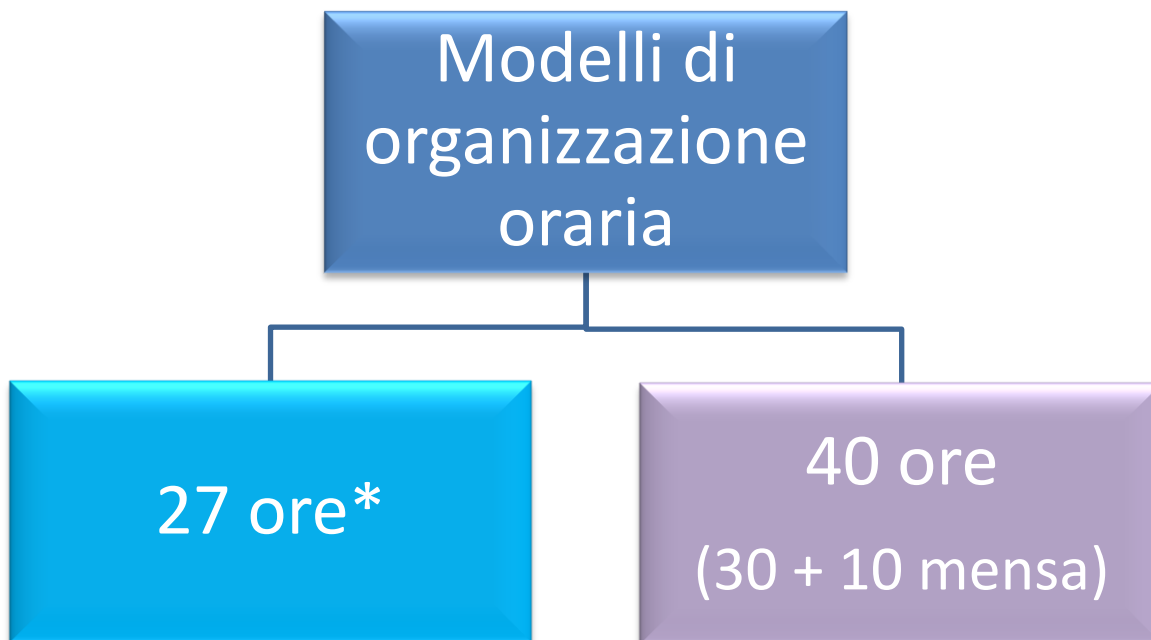 Modelli di
organizzazione
oraria
27 ore*
40 ore
(30 + 10 mensa)